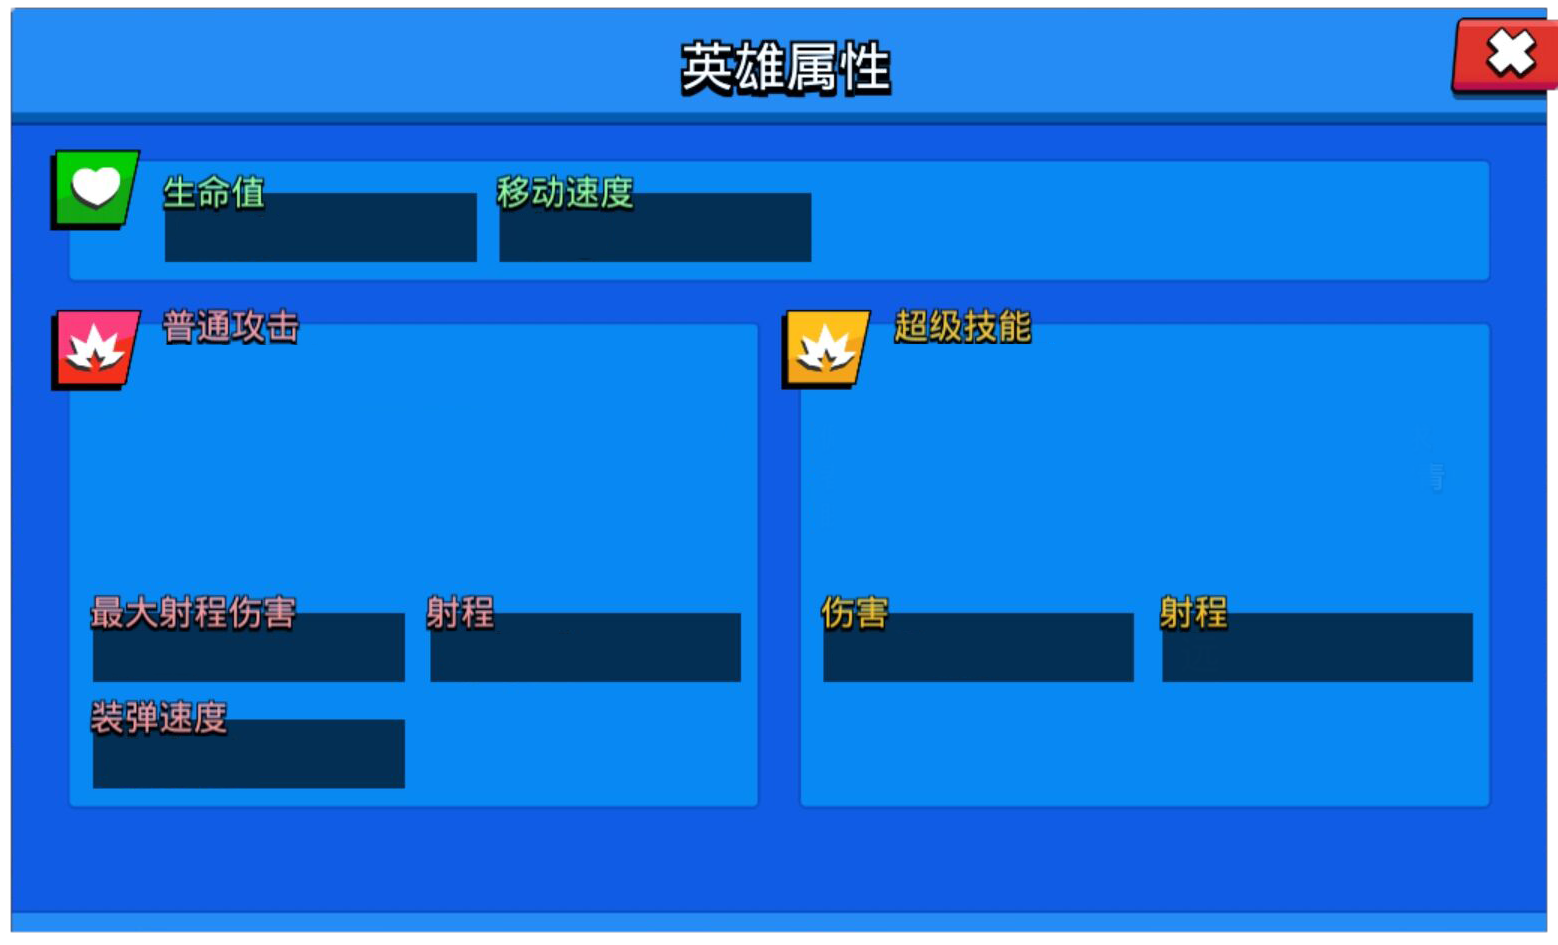 英雄属性
生命值
移动速度
普通攻击
超级技能
最大射程伤害
射程
伤害
射程
装弹速度